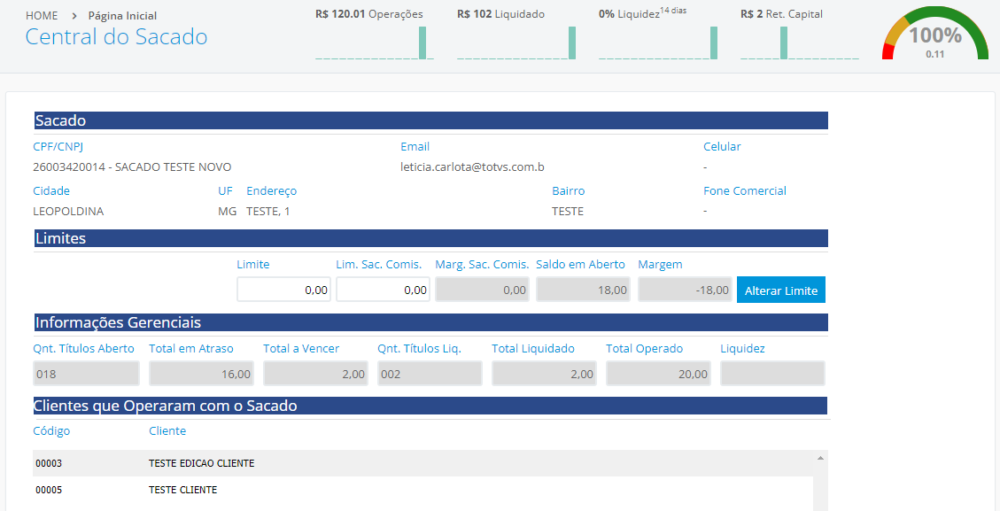 HOME > Página Inicial
Central do Sacado
R$ 120.01 Operações
R$ 102 Liquidado
0% Liquidez 14 dias
R$ 2 Ret. Capital
100%
0.11
Sacado
CPF/CNPJ Email Celular
26003420014 - SACADO TESTE NOVO leticia.carlota@totvs.com.b -
Cidade UF Endereço Bairro Fone Comercial
LEOPOLDINA MG TESTE, 1 TESTE -
Limites
Limite Lim. Sac. Comis. Marg. Sac. Comis. Saldo em Aberto Margem
0,00 0,00 0,00 18,00 -18,00 Alterar Limite
Informações Gerenciais
Qnt. Títulos Aberto Total em Atraso Total a Vencer Qnt. Títulos Liq. Total Liquidado Total Operado Liquidez
018 16,00 2,00 002 2,00 20,00
Clientes que Operaram com o Sacado
Código Cliente
00003 TESTE EDICAO CLIENTE
00005 TESTE CLIENTE